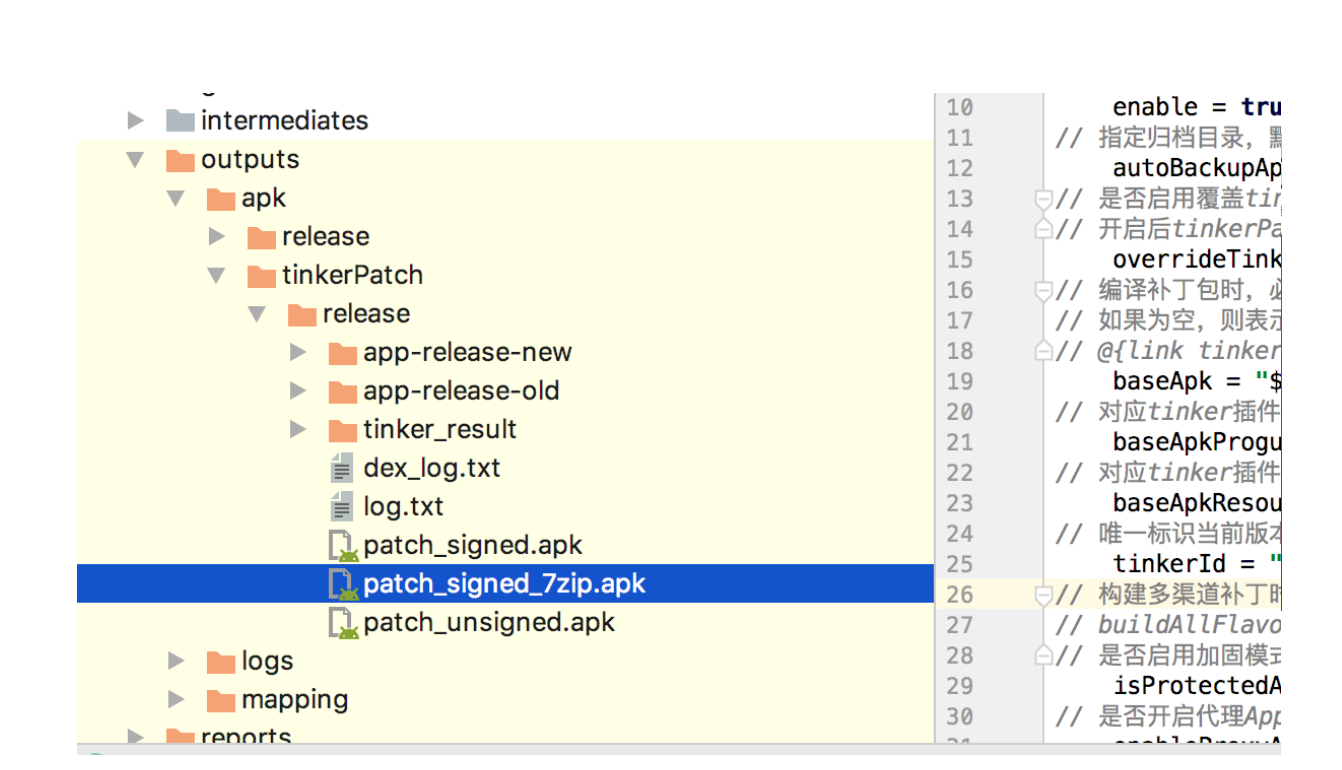 intermediates
outputs
apk
release
tinkerPatch
release
app-release-new
app-release-old
tinker_result
dex_log.txt
log.txt
patch_signed.apk
patch_signed_7zip.apk
patch_unsigned.apk
logs
mapping
reports
10 enable = tru
11 // 指定归档目录,
12 autoBackupAp
13 // 是否启用覆盖tin
14 // 开启后tinkerPa
15 overrideTink
16 // 编译补丁包时,
17 // 如果为空,则表示
18 // @{link tinker
19 baseApk = "$
20 // 对应tinker插件
21 baseApkProgu
22 // 对应tinker插件
23 baseApkResou
24 // 唯一标识当前版本
25 tinkerId = "
26 // 构建多渠道补丁时
27 // buildAllFlavo
28 // 是否启用加固模式
29 isProtectedA
30 // 是否开启代理App
31 enableProxyA